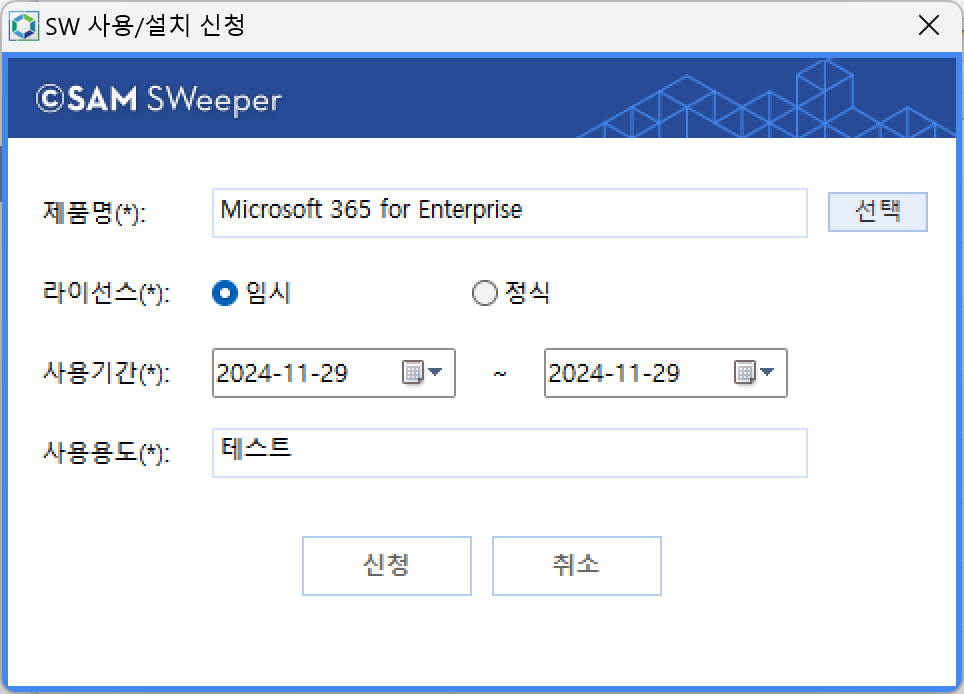 SW 사용/설치 신청
©SAM SWeeper
제품명(*): Microsoft 365 for Enterprise 선택
라이선스(*): 임시 정식
사용기간(*): 2024-11-29 ~ 2024-11-29
사용용도(*): 테스트
신청 취소